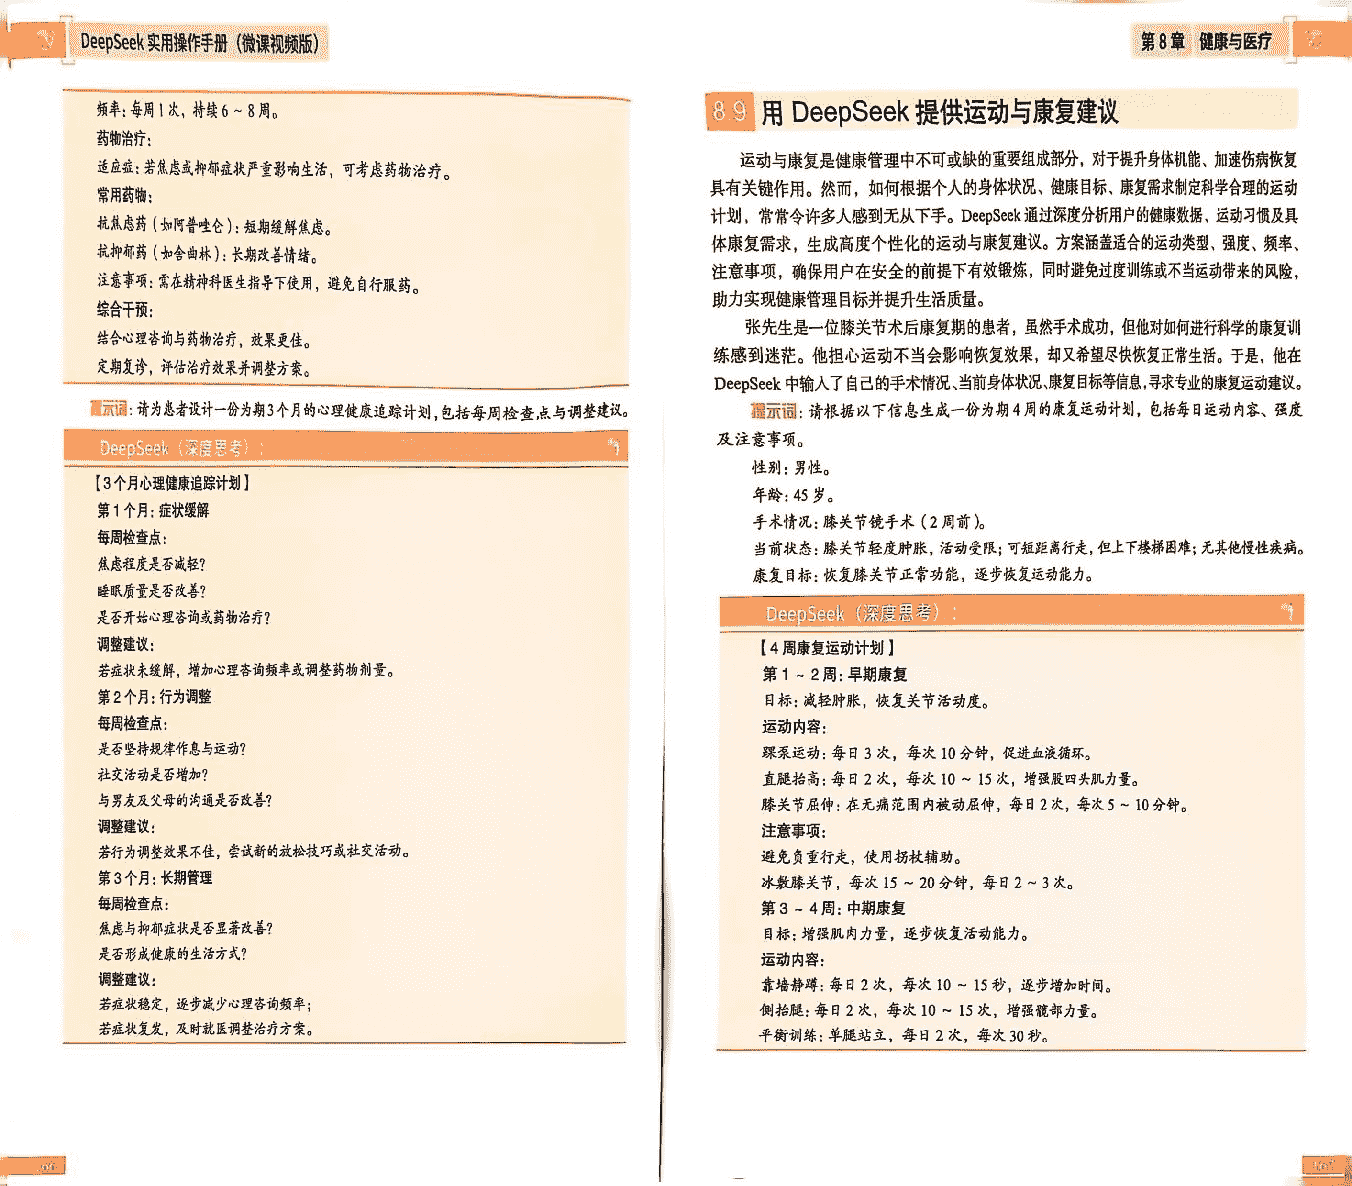 DeepSeek 实用操作手册（微课视频版）
频率：每周1次，持续6～8周。
药物治疗：
适应症：若焦虑或抑郁症状严重影响生活，可考虑药物治疗。
常用药物：
抗焦虑药（如阿普唑仑）：短期缓解焦虑。
抗抑郁药（如舍曲林）：长期改善情绪。
注意事项：需在精神科医生指导下使用，避免自行服药。
综合干预：
结合心理咨询与药物治疗，效果更佳。
定期复诊，评估治疗效果并调整方案。
提示词：请为患者设计一份为期3个月的心理健康追踪计划，包括每周检查点与调整建议。
DeepSeek（深度思考）：
【3个月心理健康追踪计划】
第1个月：症状缓解
每周检查点：
焦虑程度是否减轻？
睡眠质量是否改善？
是否开始心理咨询或药物治疗？
调整建议：
若症状未缓解，增加心理咨询频率或调整药物剂量。
第2个月：行为调整
每周检查点：
是否坚持规律作息与运动？
社交活动是否增加？
与男友及父母的沟通是否改善？
调整建议：
若行为调整效果不佳，尝试新的放松技巧或社交活动。
第3个月：长期管理
每周检查点：
焦虑与抑郁症状是否显著改善？
是否形成健康的生活方式？
调整建议：
若症状稳定，逐步减少心理咨询频率；
若症状复发，及时就医调整治疗方案。
第8章 健康与医疗
8 9 用 DeepSeek 提供运动与康复建议
运动与康复是健康管理中不可或缺的重要组成部分，对于提升身体机能、加速伤病恢复
具有关键作用。然而，如何根据个人的身体状况、健康目标、康复需求制定科学合理的运动
计划，常常令许多人感到无从下手。DeepSeek 通过深度分析用户的健康数据、运动习惯及具
体康复需求，生成高度个性化的运动与康复建议。方案涵盖适合的运动类型、强度、频率、
注意事项，确保用户在安全的前提下有效锻炼，同时避免过度训练或不当运动带来的风险，
助力实现健康管理目标并提升生活质量。
张先生是一位膝关节术后康复期的患者，虽然手术成功，但他对如何进行科学的康复训
练感到迷茫。他担心运动不当会影响恢复效果，却又希望尽快恢复正常生活。于是，他在
DeepSeek 中输入了自己的手术情况、当前身体状况、康复目标等信息，寻求专业的康复运动建议。
提示词：请根据以下信息生成一份为期4周的康复运动计划，包括每日运动内容、强度
及注意事项。
性别：男性。
年龄：45岁。
手术情况：膝关节镜手术（2周前）。
当前状态：膝关节轻度肿胀，活动受限；可短距离行走，但上下楼梯困难；无其他慢性疾病。
康复目标：恢复膝关节正常功能，逐步恢复运动能力。
DeepSeek（深度思考）：
【4周康复运动计划】
第1～2周：早期康复
目标：减轻肿胀，恢复关节活动度。
运动内容：
踝泵运动：每日3次，每次10分钟，促进血液循环。
直腿抬高：每日2次，每次10～15次，增强股四头肌力量。
膝关节屈伸：在无痛范围内被动屈伸，每日2次，每次5～10分钟。
注意事项：
避免负重行走，使用拐杖辅助。
冰敷膝关节，每次15～20分钟，每日2～3次。
第3～4周：中期康复
目标：增强肌肉力量，逐步恢复活动能力。
运动内容：
靠墙静蹲：每日2次，每次10～15秒，逐步增加时间。
侧抬腿：每日2次，每次10～15次，增强髋部力量。
平衡训练：单腿站立，每日2次，每次30秒。